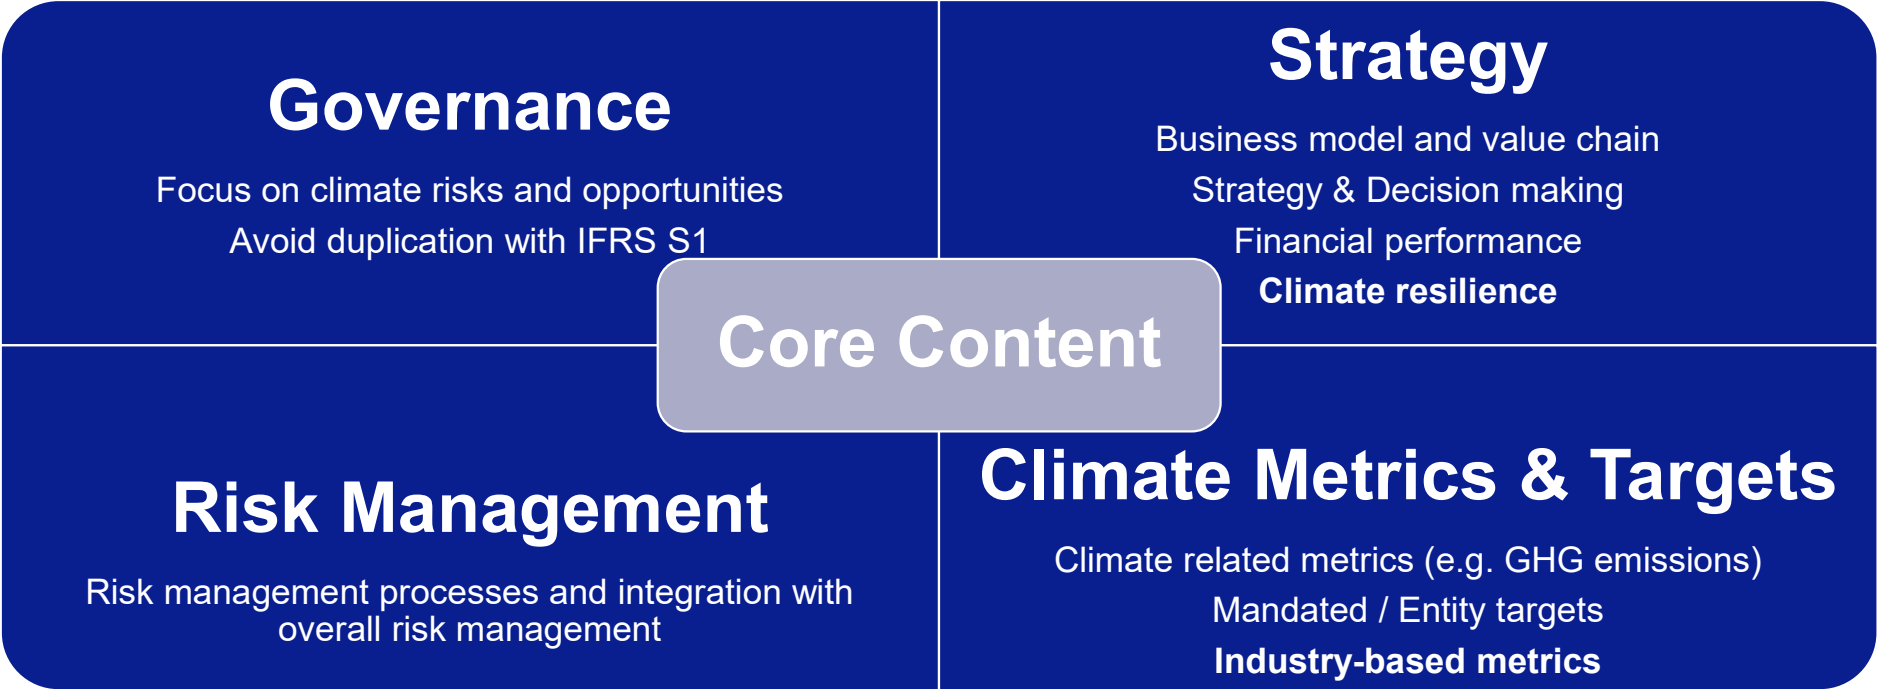 Governance
Focus on climate risks and opportunities
Avoid duplication with IFRS S1
Strategy
Business model and value chain
Strategy & Decision making
Financial performance
Climate resilience
Core Content
Risk Management
Risk management processes and integration with
overall risk management
Climate Metrics & Targets
Climate related metrics (e.g. GHG emissions)
Mandated / Entity targets
Industry-based metrics